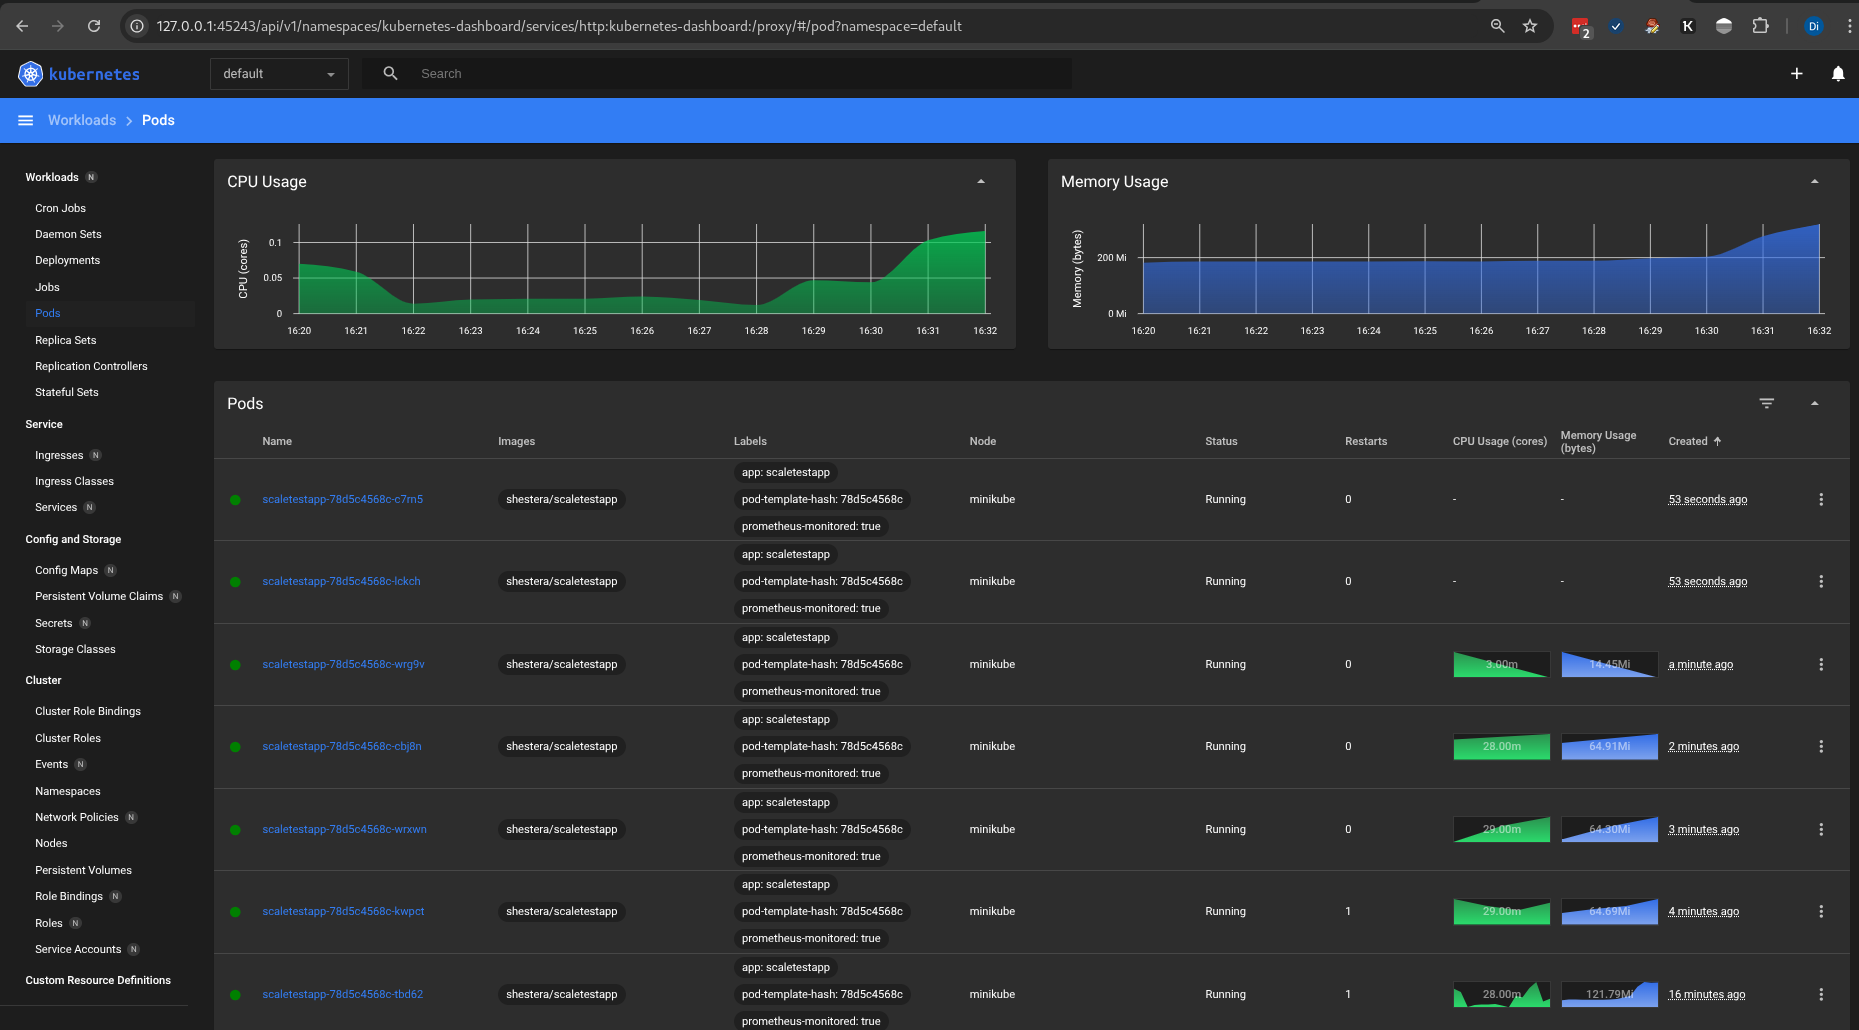 127.0.0.1:45243/api/v1/namespaces/kubernetes-dashboard/services/http:kubernetes-dashboard:/proxy/#/pod?namespace=default
2
K
Di
kubernetes
default
Search
Workloads
Pods
Workloads N
Cron Jobs
Daemon Sets
Deployments
Jobs
Pods
Replica Sets
Replication Controllers
Stateful Sets
Service
Ingresses N
Ingress Classes
Services N
Config and Storage
Config Maps N
Persistent Volume Claims N
Secrets N
Storage Classes
Cluster
Cluster Role Bindings
Cluster Roles
Events N
Namespaces
Network Policies N
Nodes
Persistent Volumes
Role Bindings N
Roles N
Service Accounts N
Custom Resource Definitions
CPU Usage
CPU (cores)
0.1
0.05
0
16:20 16:21 16:22 16:23 16:24 16:25 16:26 16:27 16:28 16:29 16:30 16:31 16:32
Memory Usage
Memory (bytes)
200 Mi
0 Mi
16:20 16:21 16:22 16:23 16:24 16:25 16:26 16:27 16:28 16:29 16:30 16:31 16:32
Pods
Name Images Labels Node Status Restarts CPU Usage (cores) Memory Usage (bytes) Created
app: scaletestapp
scaletestapp-78d5c4568c-c7rn5 shestera/scaletestapp pod-template-hash: 78d5c4568c minikube Running 0 - - 53 seconds ago
prometheus-monitored: true
app: scaletestapp
scaletestapp-78d5c4568c-lckch shestera/scaletestapp pod-template-hash: 78d5c4568c minikube Running 0 - - 53 seconds ago
prometheus-monitored: true
app: scaletestapp
scaletestapp-78d5c4568c-wrg9v shestera/scaletestapp pod-template-hash: 78d5c4568c minikube Running 0 3.00m 14.45Mi a minute ago
prometheus-monitored: true
app: scaletestapp
scaletestapp-78d5c4568c-cbj8n shestera/scaletestapp pod-template-hash: 78d5c4568c minikube Running 0 28.00m 64.91Mi 2 minutes ago
prometheus-monitored: true
app: scaletestapp
scaletestapp-78d5c4568c-wrxwn shestera/scaletestapp pod-template-hash: 78d5c4568c minikube Running 0 29.00m 64.30Mi 3 minutes ago
prometheus-monitored: true
app: scaletestapp
scaletestapp-78d5c4568c-kwpct shestera/scaletestapp pod-template-hash: 78d5c4568c minikube Running 1 29.00m 64.69Mi 4 minutes ago
prometheus-monitored: true
app: scaletestapp
scaletestapp-78d5c4568c-tbd62 shestera/scaletestapp pod-template-hash: 78d5c4568c minikube Running 1 28.00m 121.79Mi 16 minutes ago
prometheus-monitored: true